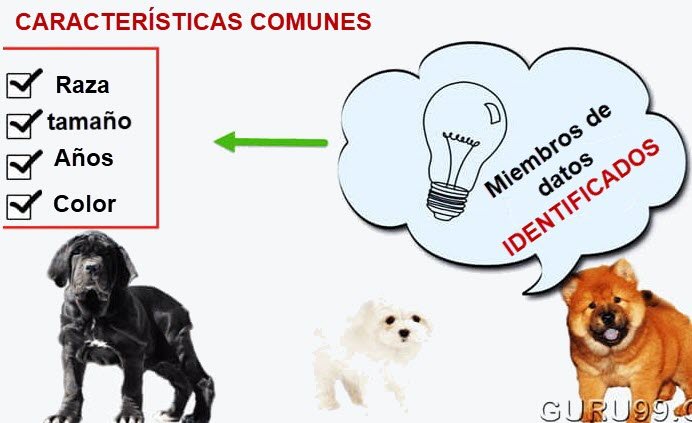 CARACTERÍSTICAS COMUNES
Raza
tamaño
Años
Color
Miembros de
datos
IDENTIFICADOS
GURU99.C